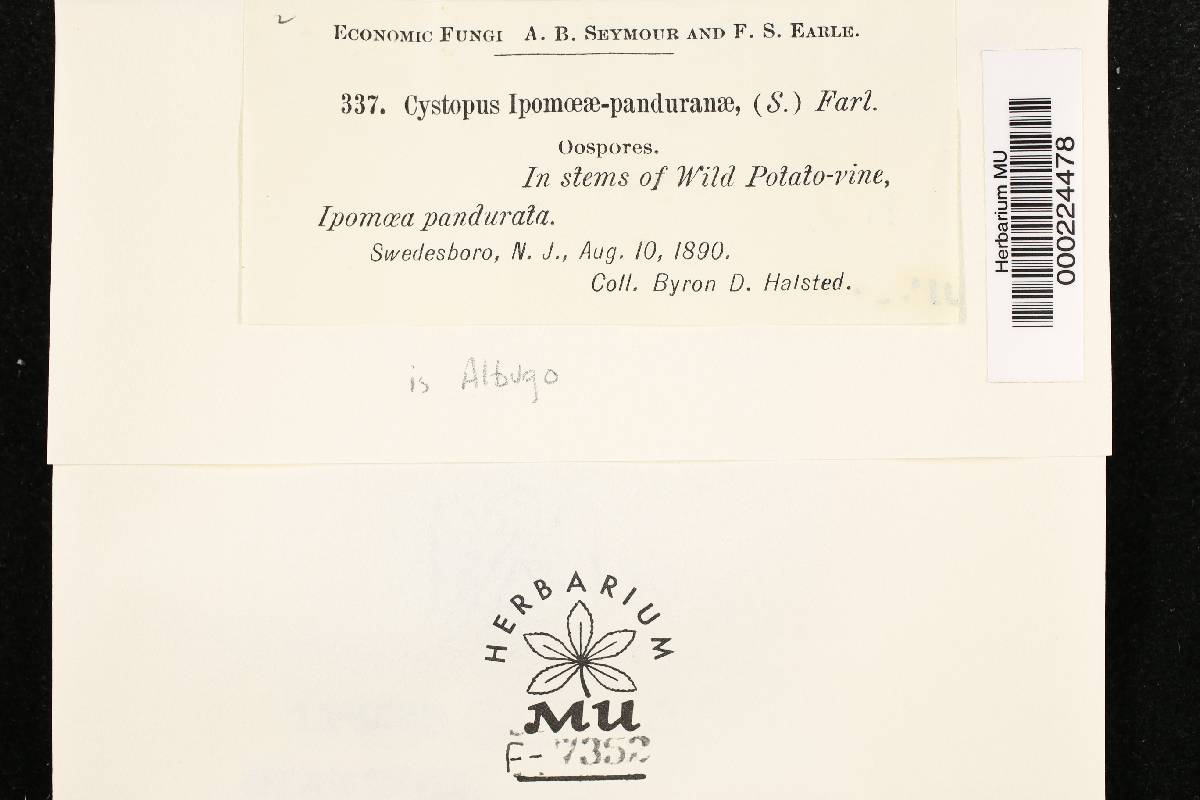 Economic Fungi A. B. Seymour and F. S. Earle.
337. Cystopus Ipomœæ-panduranæ, (S.) Farl.
Oospores.
In stems of Wild Potato-vine,
Ipomœa pandurata.
Swedesboro, N. J., Aug. 10, 1890.
Coll. Byron D. Halsted.
Herbarium MU
000224478
is Albugo
HERBARIUM
MU
F-7352